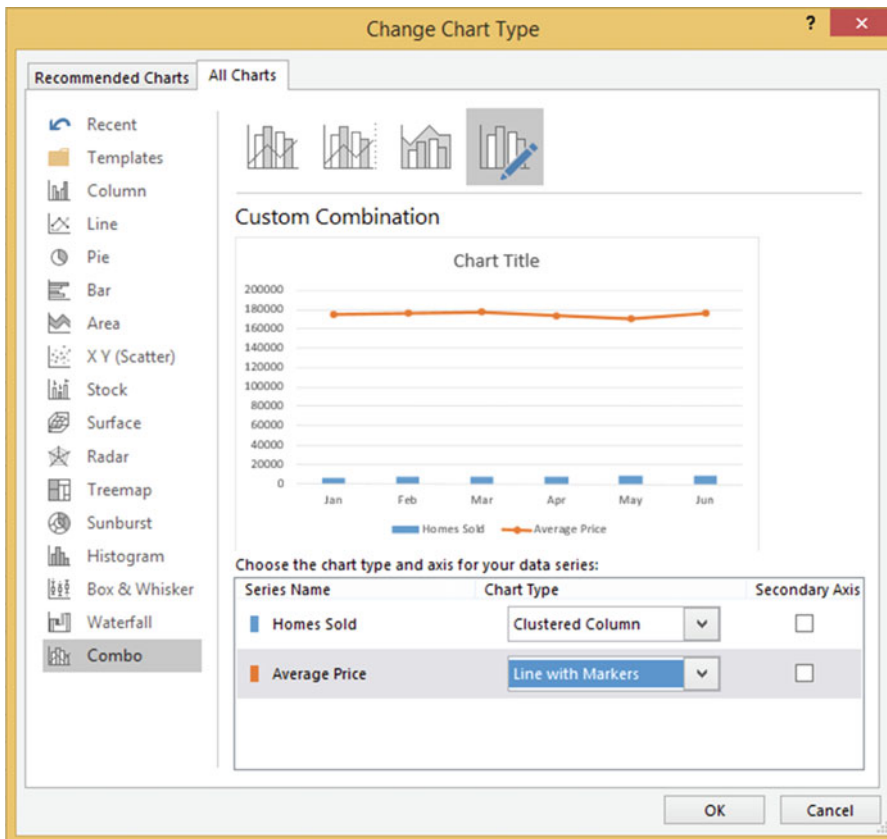 Change Chart Type
?
×
Recommended Charts
All Charts
Recent
Templates
Column
Line
Pie
Bar
Area
X Y (Scatter)
Stock
Surface
Radar
Treemap
Sunburst
Histogram
Box & Whisker
Waterfall
Combo
Custom Combination
Chart Title
200000
180000
160000
140000
120000
100000
80000
60000
40000
20000
0
Jan Feb Mar Apr May Jun
Homes Sold Average Price
Choose the chart type and axis for your data series:
Series Name Chart Type Secondary Axis
Homes Sold Clustered Column
Average Price Line with Markers
OK Cancel